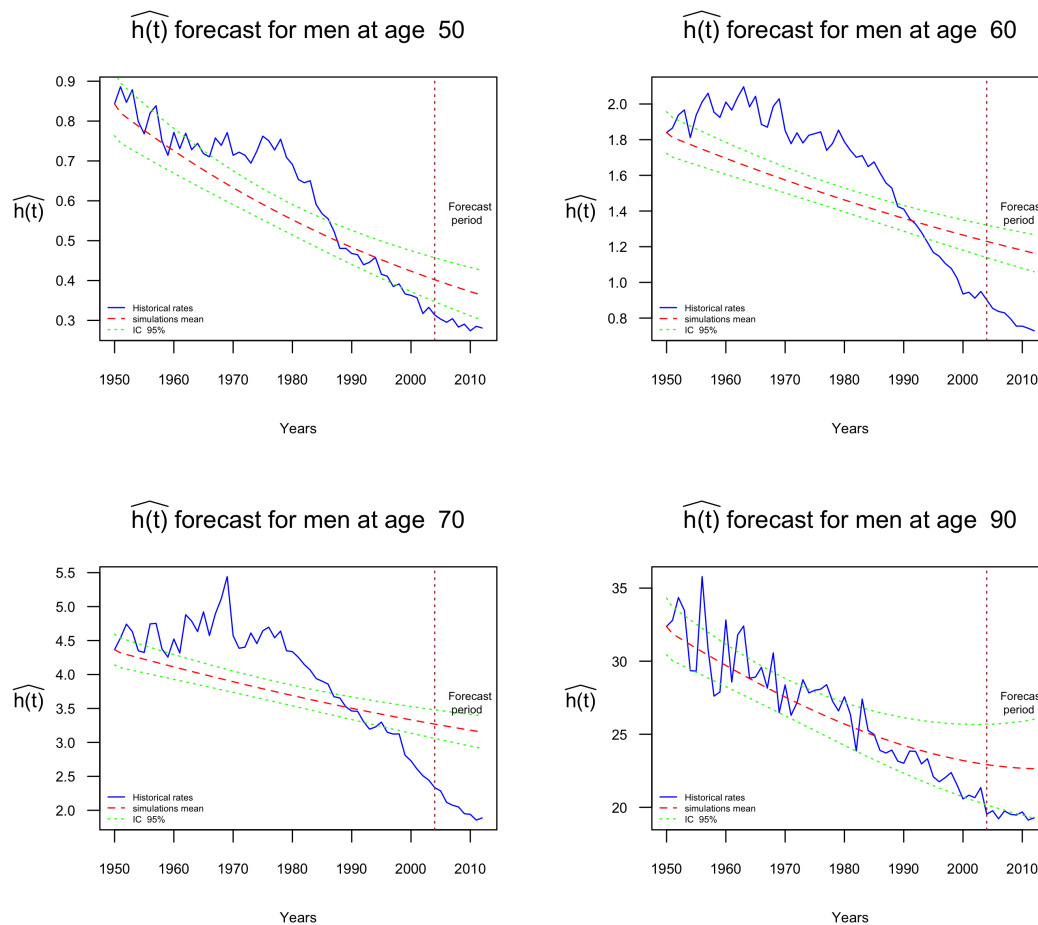 h(t) forecast for men at age 50
0.9
0.8
0.7
0.6
0.5
0.4
0.3
h(t)
Forecast
period
Historical rates
simulations mean
IC 95%
1950 1960 1970 1980 1990 2000 2010
Years
h(t) forecast for men at age 60
2.0
1.8
1.6
1.4
1.2
1.0
0.8
h(t)
Forecas
period
Historical rates
simulations mean
IC 95%
1950 1960 1970 1980 1990 2000 2010
Years
h(t) forecast for men at age 70
5.5
5.0
4.5
4.0
3.5
3.0
2.5
2.0
h(t)
Forecast
period
Historical rates
simulations mean
IC 95%
1950 1960 1970 1980 1990 2000 2010
Years
h(t) forecast for men at age 90
35
30
25
20
h(t)
Forecas
period
Historical rates
simulations mean
IC 95%
1950 1960 1970 1980 1990 2000 2010
Years